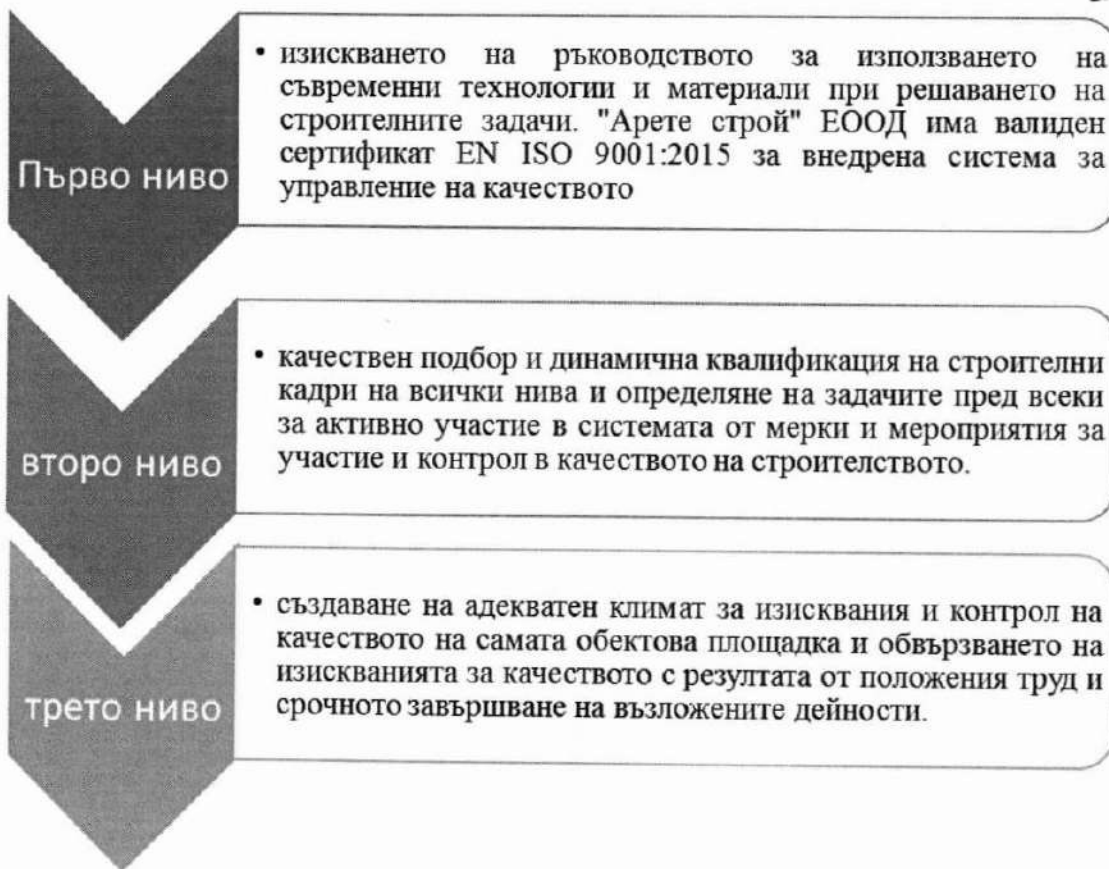 Първо ниво
• изискването на ръководството за използването на
съвременни технологии и материали при решаването на
строителните задачи. "Арете строй" ЕООД има валиден
сертификат EN ISO 9001:2015 за внедрена система за
управление на качеството
второ ниво
• качествен подбор и динамична квалификация на строителни
кадри на всички нива и определяне на задачите пред всеки
за активно участие в системата от мерки и мероприятия за
участие и контрол в качеството на строителството.
трето ниво
• създаване на адекватен климат за изисквания и контрол на
качеството на самата обектова площадка и обвързването на
изискванията за качеството с резултата от положения труд и
срочното завършване на възложените дейности.